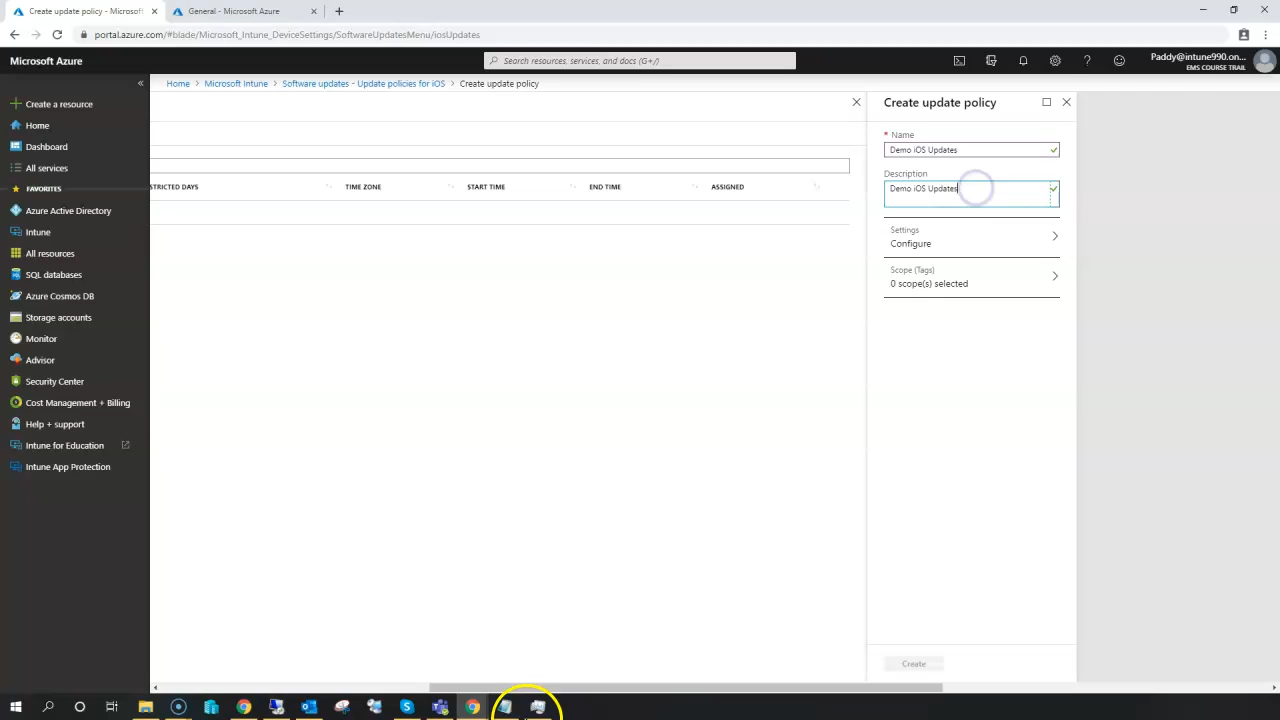 Create update policy - Microsof
General - Microsoft Azure
portal.azure.com/#blade/Microsoft_Intune_DeviceSettings/SoftwareUpdatesMenu/iosUpdates
Microsoft Azure
Search resources, services, and docs (G+/)
Paddy@intune990.on...
EMS COURSE TRAIL
Home
Microsoft Intune
Software updates - Update policies for iOS
Create update policy
Create a resource
Home
Dashboard
All services
FAVORITES
Azure Active Directory
Intune
All resources
SQL databases
Azure Cosmos DB
Storage accounts
Monitor
Advisor
Security Center
Cost Management + Billing
Help + support
Intune for Education
Intune App Protection
STRICTED DAYS
TIME ZONE
START TIME
END TIME
ASSIGNED
Create update policy
* Name
Demo iOS Updates
Description
Demo iOS Updates
Settings
Configure
Scope (Tags)
0 scope(s) selected
Create